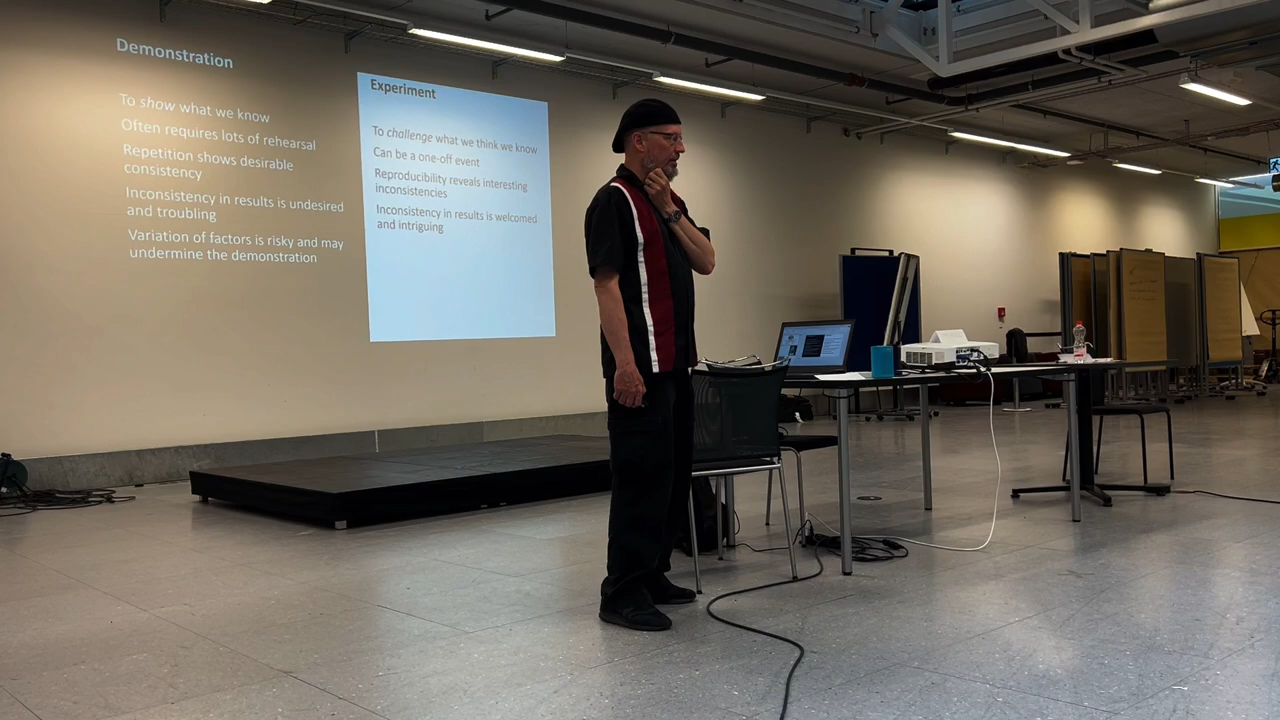 Demonstration
To show what we know
Often requires lots of rehearsal
Repetition shows desirable
consistency
Inconsistency in results is undesired
and troubling
Variation of factors is risky and may
undermine the demonstration
Experiment
To challenge what we think we know
Can be a one-off event
Reproducibility reveals interesting
inconsistencies
Inconsistency in results is welcomed
and intriguing